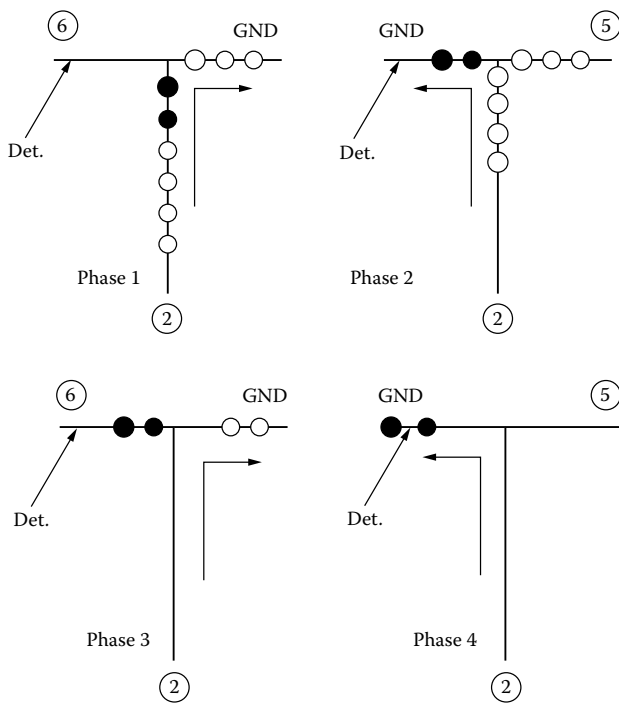 6 GND
Det.
Phase 1
2
GND 5
Det.
Phase 2
2
6 GND
Det.
Phase 3
2
GND 5
Det.
Phase 4
2